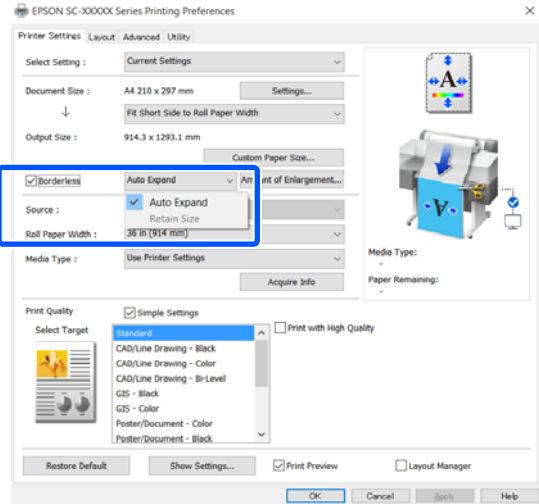 EPSON SC-XXXXX Series Printing Preferences
Printer Settings Layout Advanced Utility
Select Setting : Current Settings
Document Size : A4 210 x 297 mm Settings...
Fit Short Side to Roll Paper Width
Output Size : 914.3 x 1293.1 mm
Custom Paper Size...
Borderless Auto Expand Amount of Enlargement...
Auto Expand
Source :
Retain Size
Roll Paper Width : 36 in (914 mm)
Media Type : Use Printer Settings
Acquire Info
Print Quality Simple Settings
Select Target
Standard
Print with High Quality
CAD/Line Drawing - Black
CAD/Line Drawing - Color
CAD/Line Drawing - Bi-Level
GIS - Black
GIS - Color
Poster/Document - Color
Poster/Document - Black
A
A
Media Type:
-
Paper Remaining:
-
Restore Default Show Settings... Print Preview Layout Manager
OK Cancel Apply Help